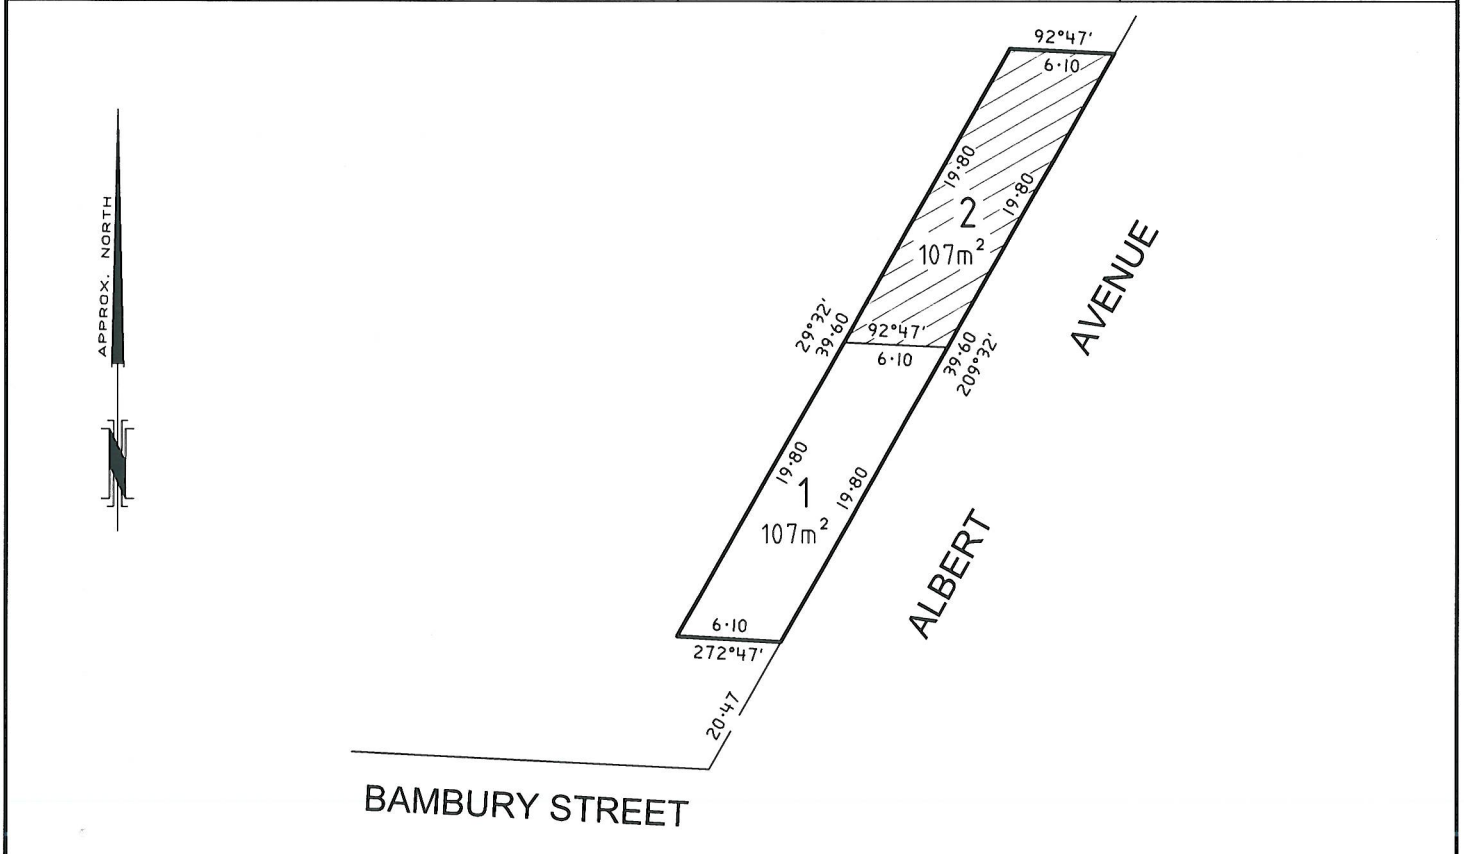 92°47'
6·10
19·80
19·80
2
107m²
APPROX. NORTH
AVENUE
29°32'
39·60
92°47'
6·10
39·60
209°32'
19·80
19·80
1
107m²
N
ALBERT
6·10
272°47'
20·47
BAMBURY STREET